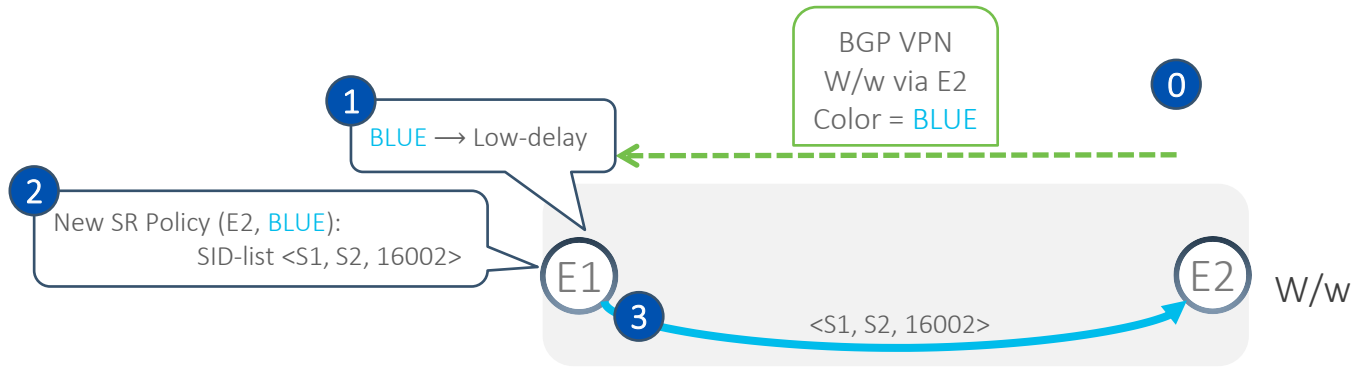 BGP VPN
W/w via E2
Color = BLUE
0
1
BLUE → Low-delay
2
New SR Policy (E2, BLUE):
SID-list <S1, S2, 16002>
E1
E2
W/w
3
<S1, S2, 16002>